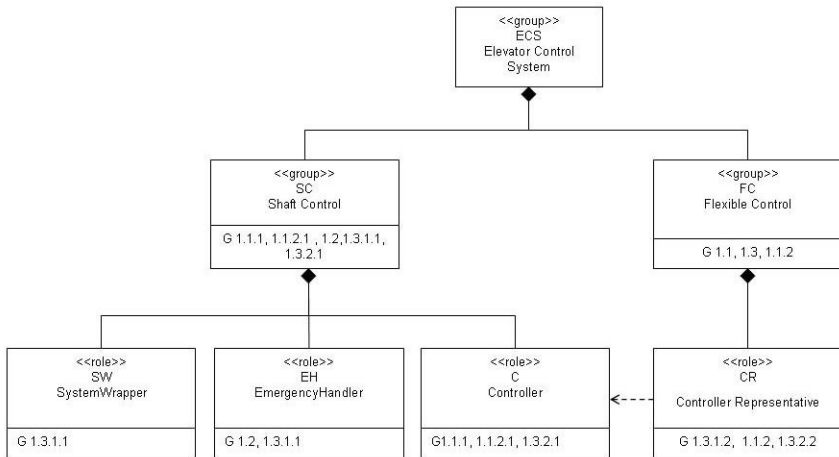 <<group>>
ECS
Elevator Control
System
<<group>>
SC
Shaft Control
G 1.1.1, 1.1.2.1 , 1.2,1.3.1.1,
1.3.2.1
<<group>>
FC
Flexible Control
G 1.1, 1.3, 1.1.2
<<role>>
SW
SystemWrapper
G 1.3.1.1
<<role>>
EH
EmergencyHandler
G 1.2, 1.3.1.1
<<role>>
C
Controller
G1.1.1, 1.1.2.1, 1.3.2.1
<<role>>
CR
Controller Representative
G 1.3.1.2, 1.1.2, 1.3.2.2